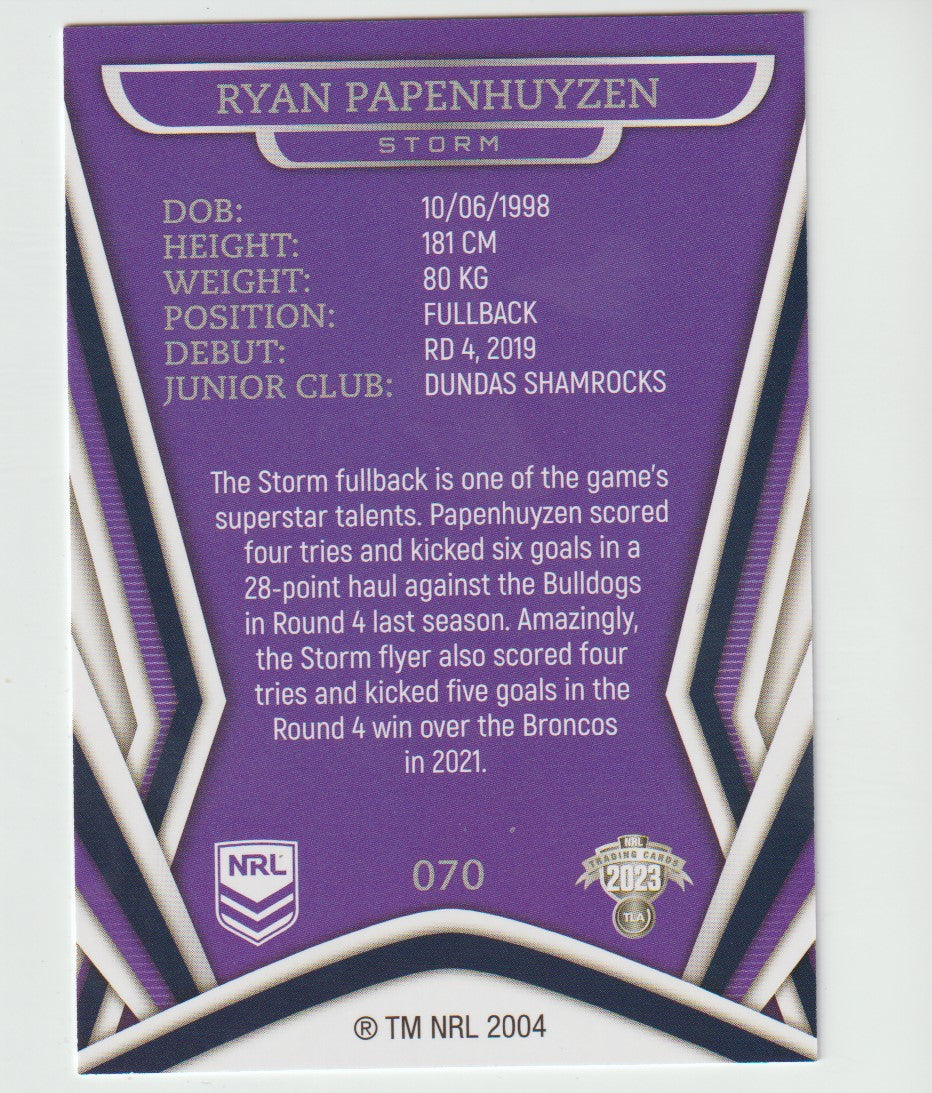 RYAN PAPENHUYZEN
STORM
DOB: 10/06/1998
HEIGHT: 181 CM
WEIGHT: 80 KG
POSITION: FULLBACK
DEBUT: RD 4, 2019
JUNIOR CLUB: DUNDAS SHAMROCKS
The Storm fullback is one of the game's
superstar talents. Papenhuyzen scored
four tries and kicked six goals in a
28-point haul against the Bulldogs
in Round 4 last season. Amazingly,
the Storm flyer also scored four
tries and kicked five goals in the
Round 4 win over the Broncos
in 2021.
NRL
070
NRL
TRADING CARDS
2023
TLA
® TM NRL 2004